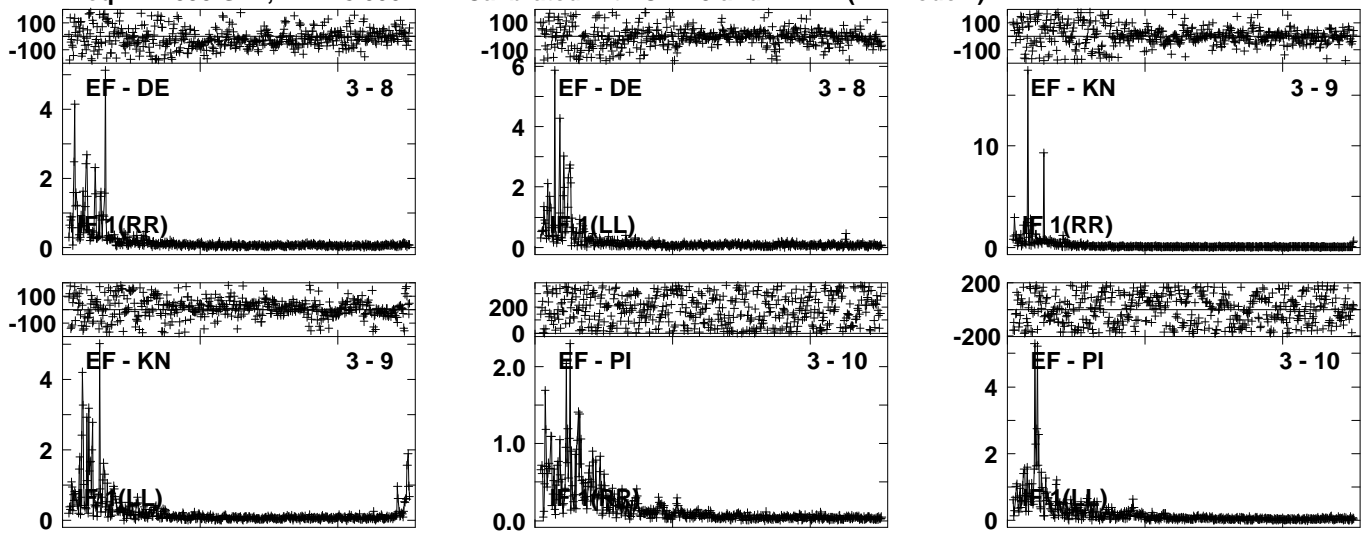 100
-100
EF - DE 3 - 8
4
2
0
IF 1(RR)
100
-100
6
EF - DE 3 - 8
4
2
0
IF 1(LL)
100
-100
EF - KN 3 - 9
10
0
IF 1(RR)
100
-100
EF - KN 3 - 9
4
2
0
IF 1(LL)
200
0
EF - PI 3 - 10
2.0
1.0
0.0
IF 1(RR)
200
-200
EF - PI 3 - 10
4
2
0
IF 1(LL)